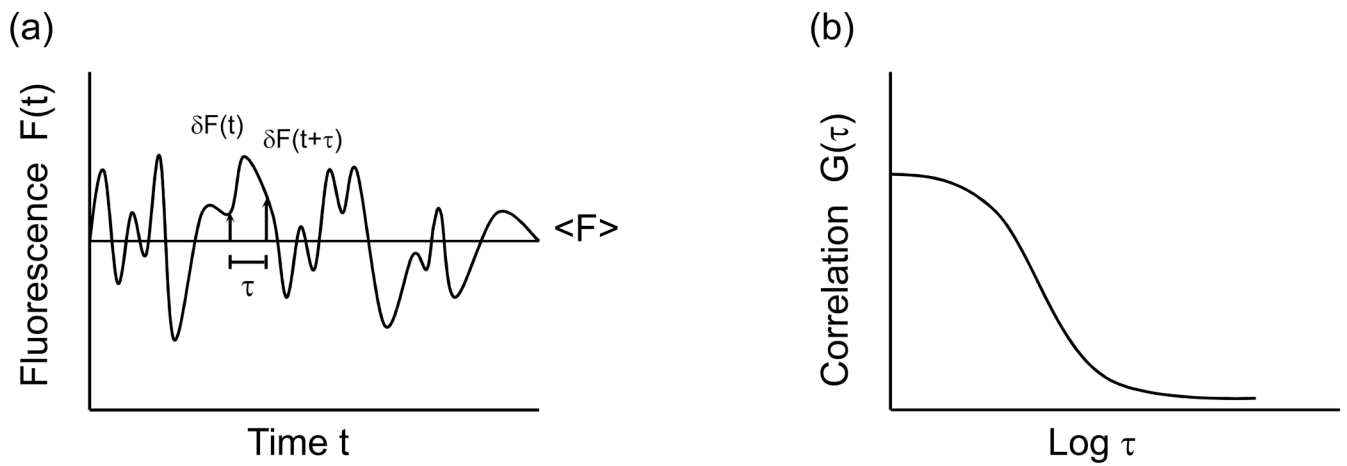 (a)
Fluorescence F(t)
δF(t)
δF(t+τ)
<F>
τ
Time t
(b)
Correlation G(τ)
Log τ